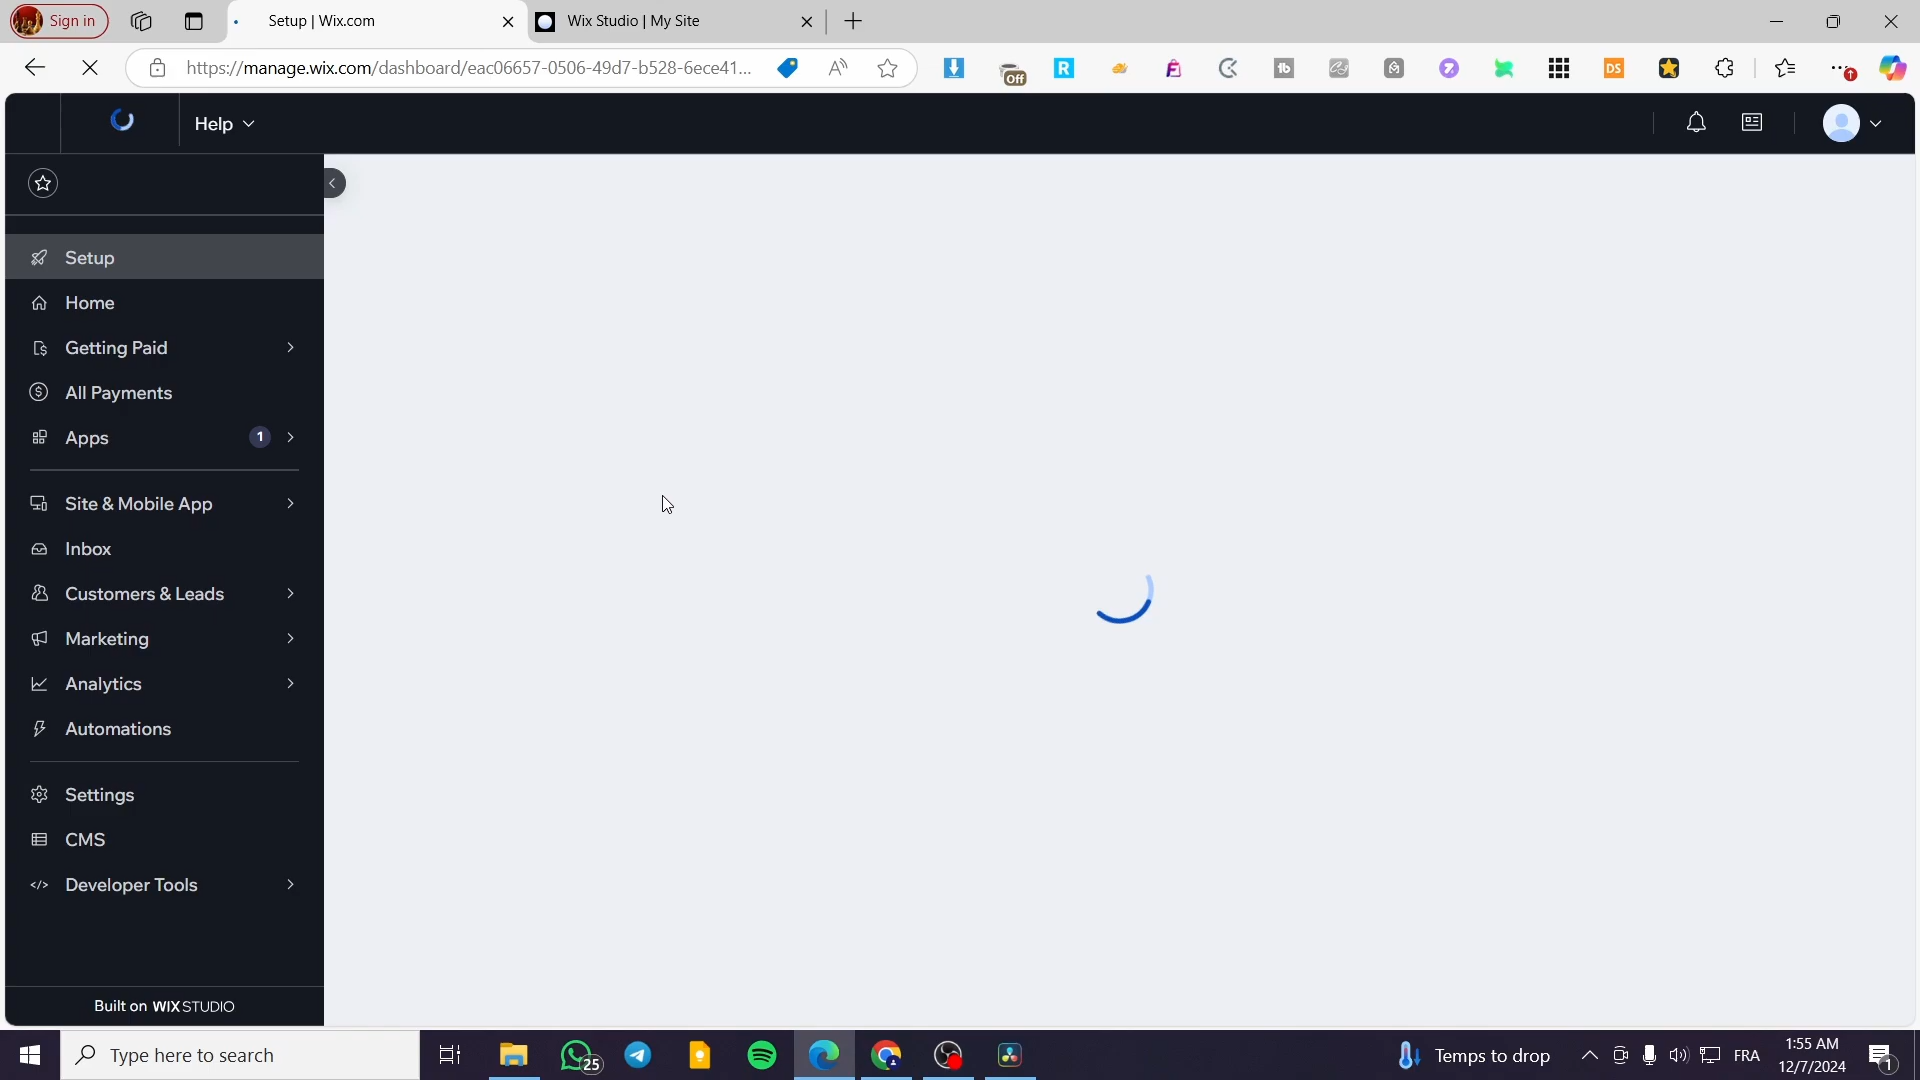 Sign in
Setup | Wix.com
Wix Studio | My Site
https://manage.wix.com/dashboard/eac06657-0506-49d7-b528-6ece41...
Off
Help
Setup
Home
Getting Paid
All Payments
Apps 1
Site & Mobile App
Inbox
Customers & Leads
Marketing
Analytics
Automations
Settings
CMS
Developer Tools
Built on WIX STUDIO
Type here to search
25
Temps to drop
FRA
1:55 AM
12/7/2024
1